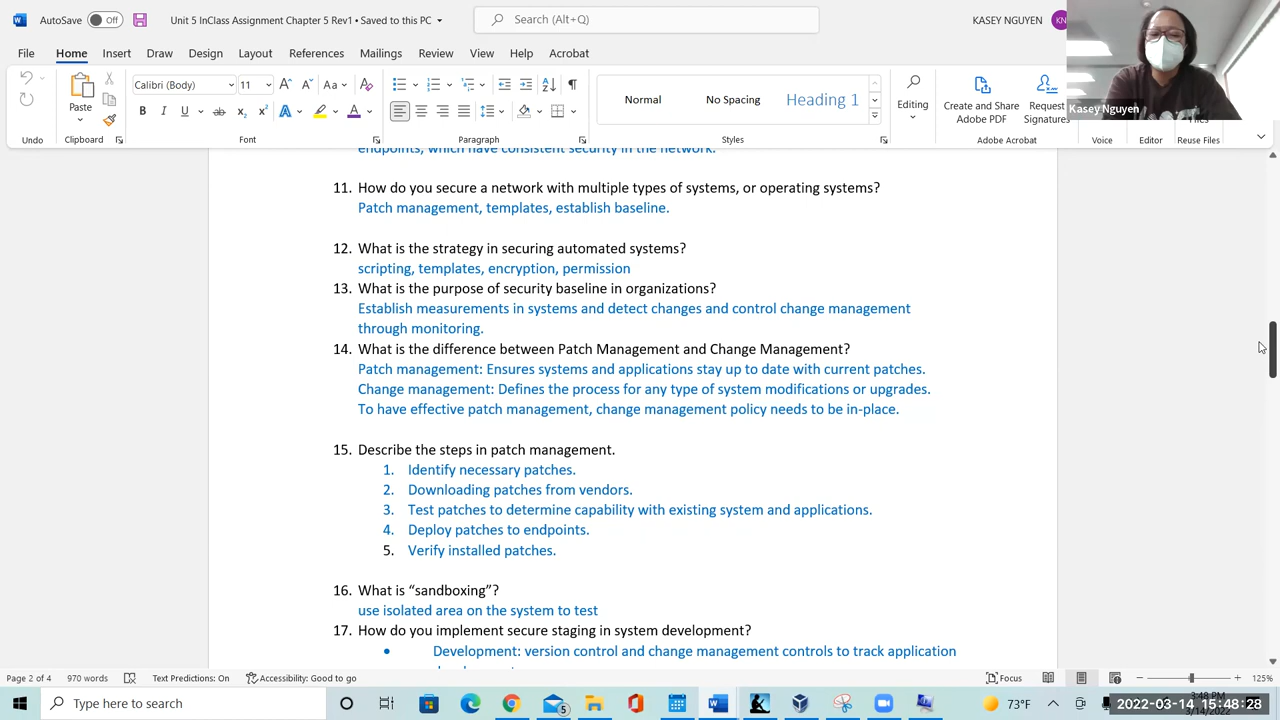 AutoSave Off Unit 5 InClass Assignment Chapter 5 Rev1 • Saved to this PC Search (Alt+Q) KASEY NGUYEN KN
File Home Insert Draw Design Layout References Mailings Review View Help Acrobat
Calibri (Body) 11 Aa
Paste
Normal No Spacing Heading 1
Editing
Create and Share Adobe PDF
Request Signatures
Kasey Nguyen
Undo Clipboard Font Paragraph Styles Adobe Acrobat Voice Editor Reuse Files
endpoints, which have consistent security in the network.
11. How do you secure a network with multiple types of systems, or operating systems?
Patch management, templates, establish baseline.
12. What is the strategy in securing automated systems?
scripting, templates, encryption, permission
13. What is the purpose of security baseline in organizations?
Establish measurements in systems and detect changes and control change management
through monitoring.
14. What is the difference between Patch Management and Change Management?
Patch management: Ensures systems and applications stay up to date with current patches.
Change management: Defines the process for any type of system modifications or upgrades.
To have effective patch management, change management policy needs to be in-place.
15. Describe the steps in patch management.
1. Identify necessary patches.
2. Downloading patches from vendors.
3. Test patches to determine capability with existing system and applications.
4. Deploy patches to endpoints.
5. Verify installed patches.
16. What is “sandboxing”?
use isolated area on the system to test
17. How do you implement secure staging in system development?
• Development: version control and change management controls to track application
Page 2 of 4 970 words Text Predictions: On Accessibility: Good to go Focus 125%
Type here to search 5 73°F 3:48 PM
2022-03-14 15:48:28